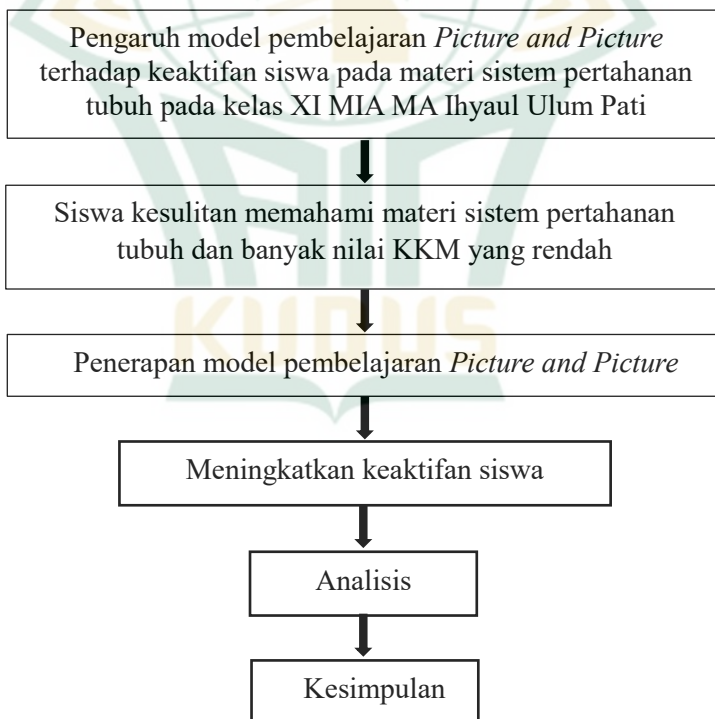 Pengaruh model pembelajaran Picture and Picture
terhadap keaktifan siswa pada materi sistem pertahanan
tubuh pada kelas XI MIA MA Ihyaul Ulum Pati
Siswa kesulitan memahami materi sistem pertahanan
tubuh dan banyak nilai KKM yang rendah
KUDUS
Penerapan model pembelajaran Picture and Picture
Meningkatkan keaktifan siswa
Analisis
Kesimpulan